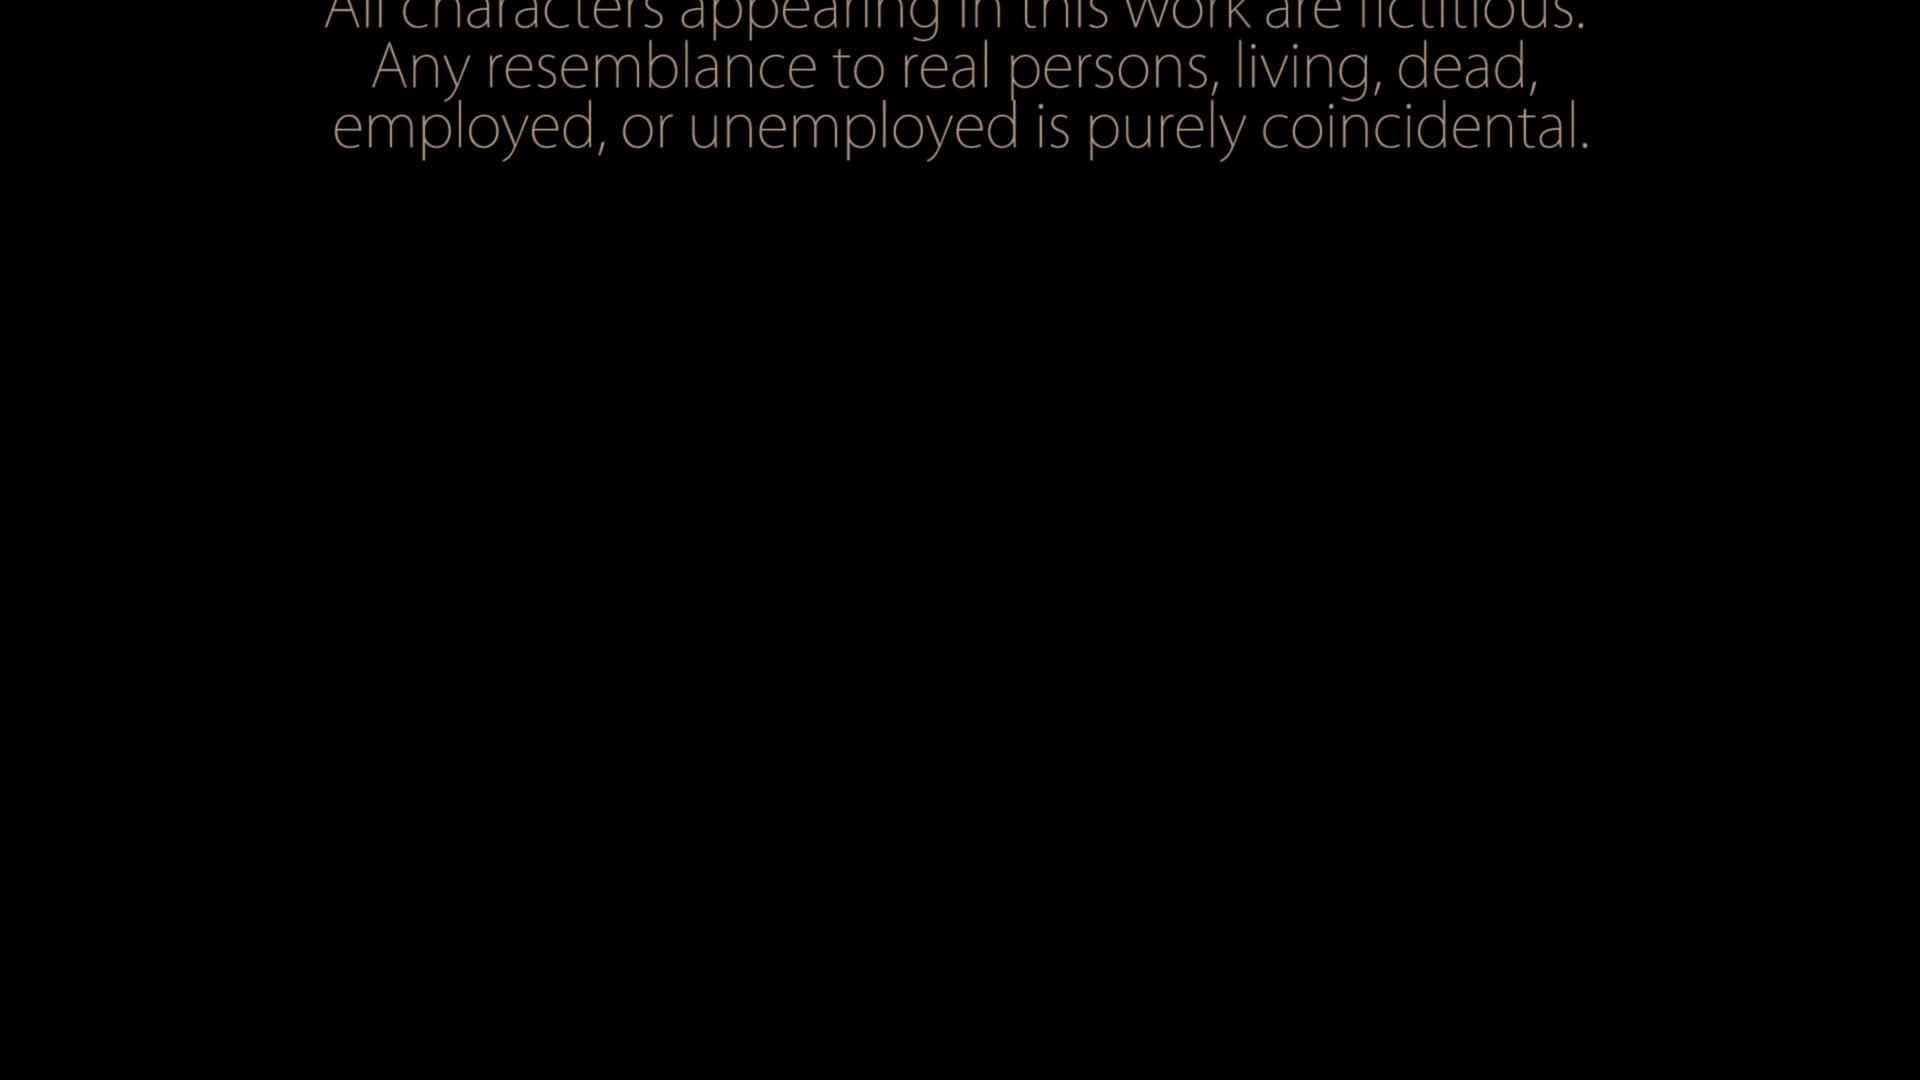 All characters appearing in this work are fictitious.
Any resemblance to real persons, living, dead,
employed, or unemployed is purely coincidental.